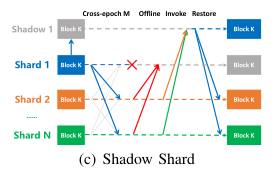 Cross-epoch M Offline Invoke Restore
Shadow 1 Block K Block K
Shard 1 Block K Block K
Shard 2 Block K Block K
......
Shard N Block K Block K
(c) Shadow Shard